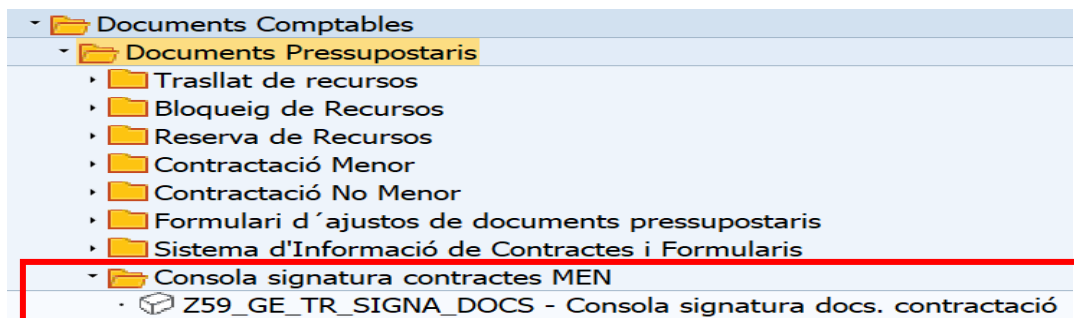 Documents Comptables
Documents Pressupostaris
Trasllat de recursos
Bloqueig de Recursos
Reserva de Recursos
Contractació Menor
Contractació No Menor
Formulari d´ajustos de documents pressupostaris
Sistema d'Informació de Contractes i Formularis
Consola signatura contractes MEN
Z59_GE_TR_SIGNA_DOCS - Consola signatura docs. contractació